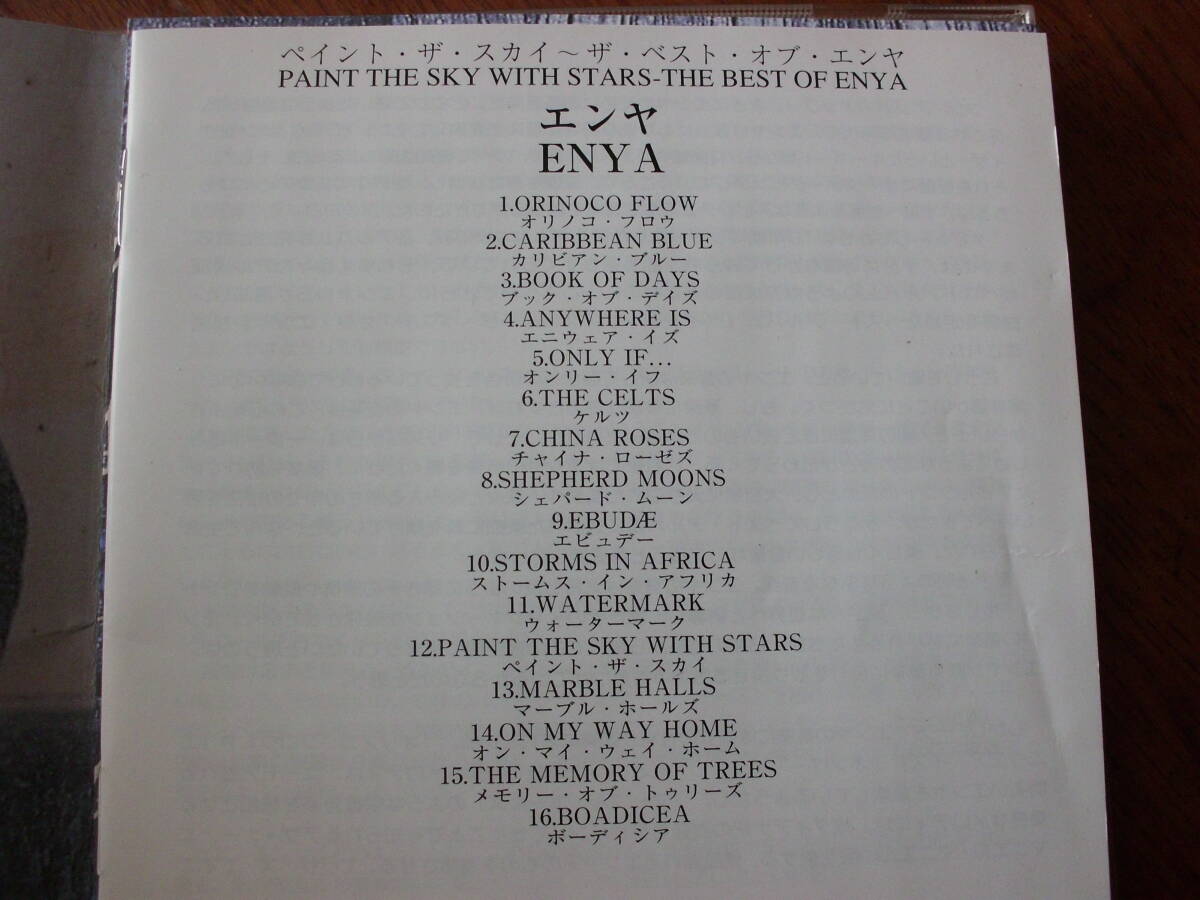 ペイント・ザ・スカイ～ザ・ベスト・オブ・エンヤ
PAINT THE SKY WITH STARS-THE BEST OF ENYA
エンヤ
ENYA
1.ORINOCO FLOW
オリノコ・フロウ
2.CARIBBEAN BLUE
カリビアン ブルー
3.BOOK OF DAYS
ブック・オブ・デイズ
4.ANYWHERE IS
エニウェア・イズ
5.ONLY IF...
オンリー・イフ
6.THE CELTS
ケルツ
7.CHINA ROSES
チャイナ・ローゼズ
8.SHEPHERD MOONS
シェパード・ムーン
9.EBUDÆ
エビュデー
10.STORMS IN AFRICA
ストームス・イン・アフリカ
11.WATERMARK
ウォーターマーク
12.PAINT THE SKY WITH STARS
ペイント・ザ・スカイ
13.MARBLE HALLS
マーブル・ホールズ
14.ON MY WAY HOME
オン・マイ・ウェイ・ホーム
15.THE MEMORY OF TREES
メモリー・オブ・トゥリーズ
16.BOADICEA
ボーディシア